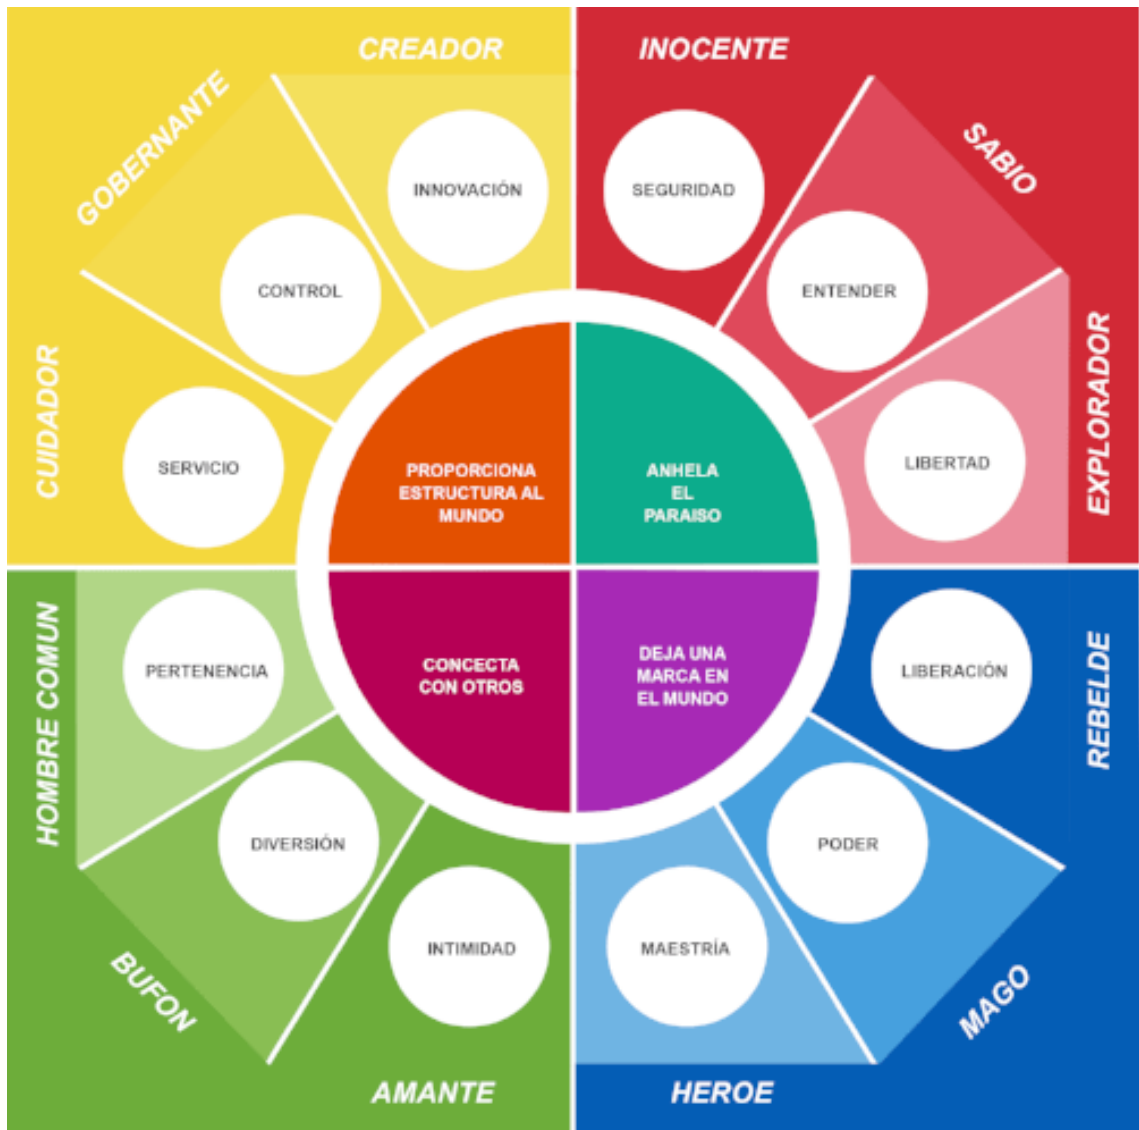 CREADOR
INOCENTE
GOBERNANTE
SABIO
INNOVACIÓN
SEGURIDAD
CONTROL
ENTENDER
CUIDADOR
EXPLORADOR
SERVICIO
LIBERTAD
PROPORCIONA
ESTRUCTURA AL
MUNDO
ANHELA
EL
PARAISO
HOMBRE COMUN
REBELDE
PERTENENCIA
CONCECTA
CON OTROS
DEJA UNA
MARCA EN
EL MUNDO
LIBERACIÓN
DIVERSIÓN
PODER
INTIMIDAD
MAESTRÍA
BUFON
MAGO
AMANTE
HEROE